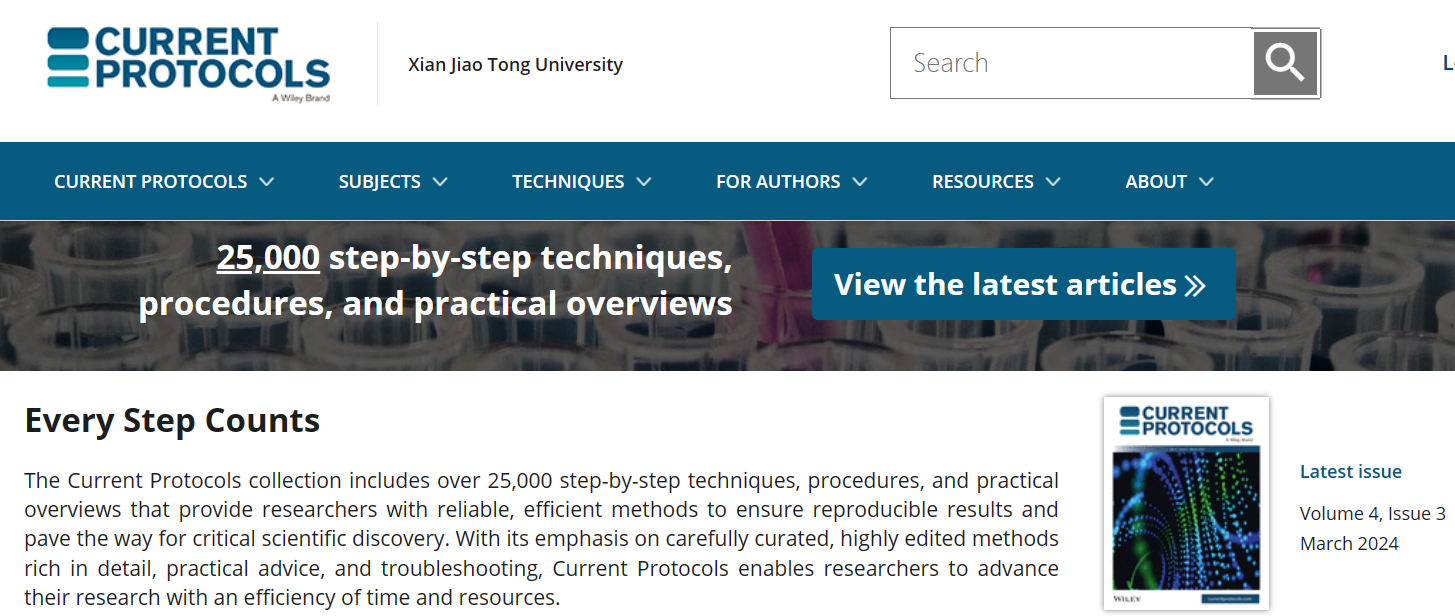 CURRENT
PROTOCOLS
A Wiley Brand
Xian Jiao Tong University
Search
CURRENT PROTOCOLS
SUBJECTS
TECHNIQUES
FOR AUTHORS
RESOURCES
ABOUT
25,000 step-by-step techniques,
procedures, and practical overviews
View the latest articles
Every Step Counts
The Current Protocols collection includes over 25,000 step-by-step techniques, procedures, and practical
overviews that provide researchers with reliable, efficient methods to ensure reproducible results and
pave the way for critical scientific discovery. With its emphasis on carefully curated, highly edited methods
rich in detail, practical advice, and troubleshooting, Current Protocols enables researchers to advance
their research with an efficiency of time and resources.
CURRENT
PROTOCOLS
A Wiley Brand
WILEY
currentprotocols.com
Latest issue
Volume 4, Issue 3
March 2024